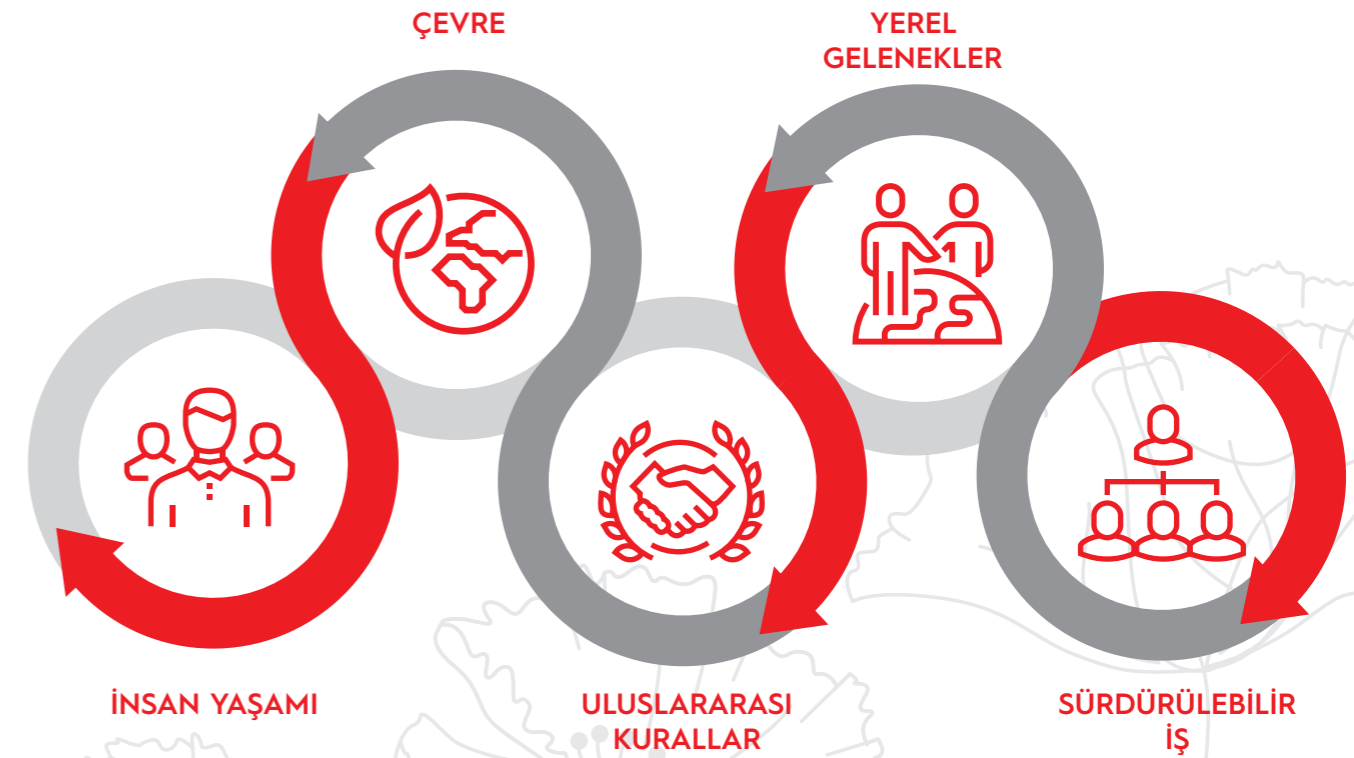 ÇEVRE
YEREL
GELENEKLER
İNSAN YAŞAMI
ULUSLARARASI
KURALLAR
SÜRDÜRÜLEBİLİR
İŞ